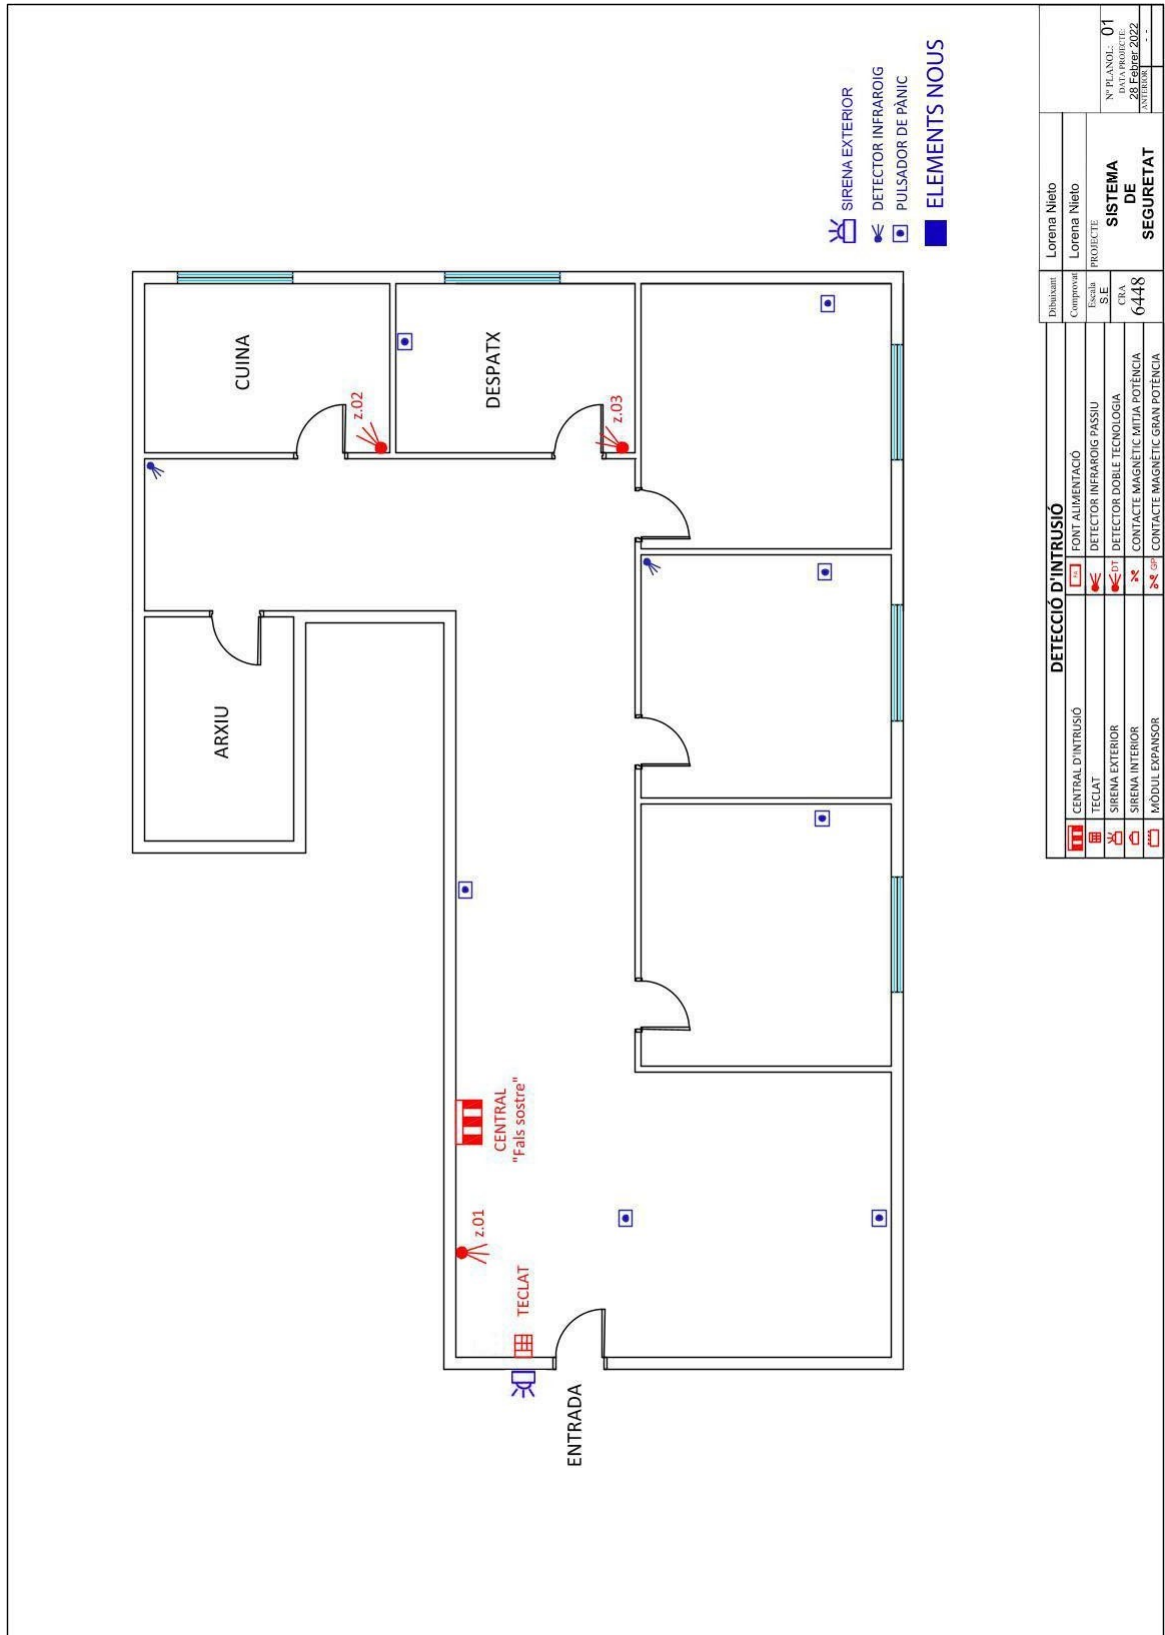 ENTRADA
TECLAT
z.01
CENTRAL
"Fals sostre"
ARXIU
CUINA
z.02
DESPATX
z.03
SIRENA EXTERIOR
DETECTOR INFRAROIG
PULSADOR DE PÀNIC
ELEMENTS NOUS
DETECCIÓ D'INTRUSIÓ
CENTRAL D'INTRUSIÓ
TECLAT
SIRENA EXTERIOR
SIRENA INTERIOR
MÒDUL EXPANSOR
FONT ALIMENTACIÓ
DETECTOR INFRAROIG PASSIU
DT DETECTOR DOBLE TECNOLOGIA
CONTACTE MAGNÈTIC MITJA POTÈNCIA
GP CONTACTE MAGNÈTIC GRAN POTÈNCIA
Dibuixant Lorena Nieto
Comprovat Lorena Nieto
Escala
S.E
CRA
6448
PROJECTE
SISTEMA
DE
SEGURETAT
Nº PLANOL: 01
DATA PROJECTE:
28 Febrer 2022
ANTERIOR - -